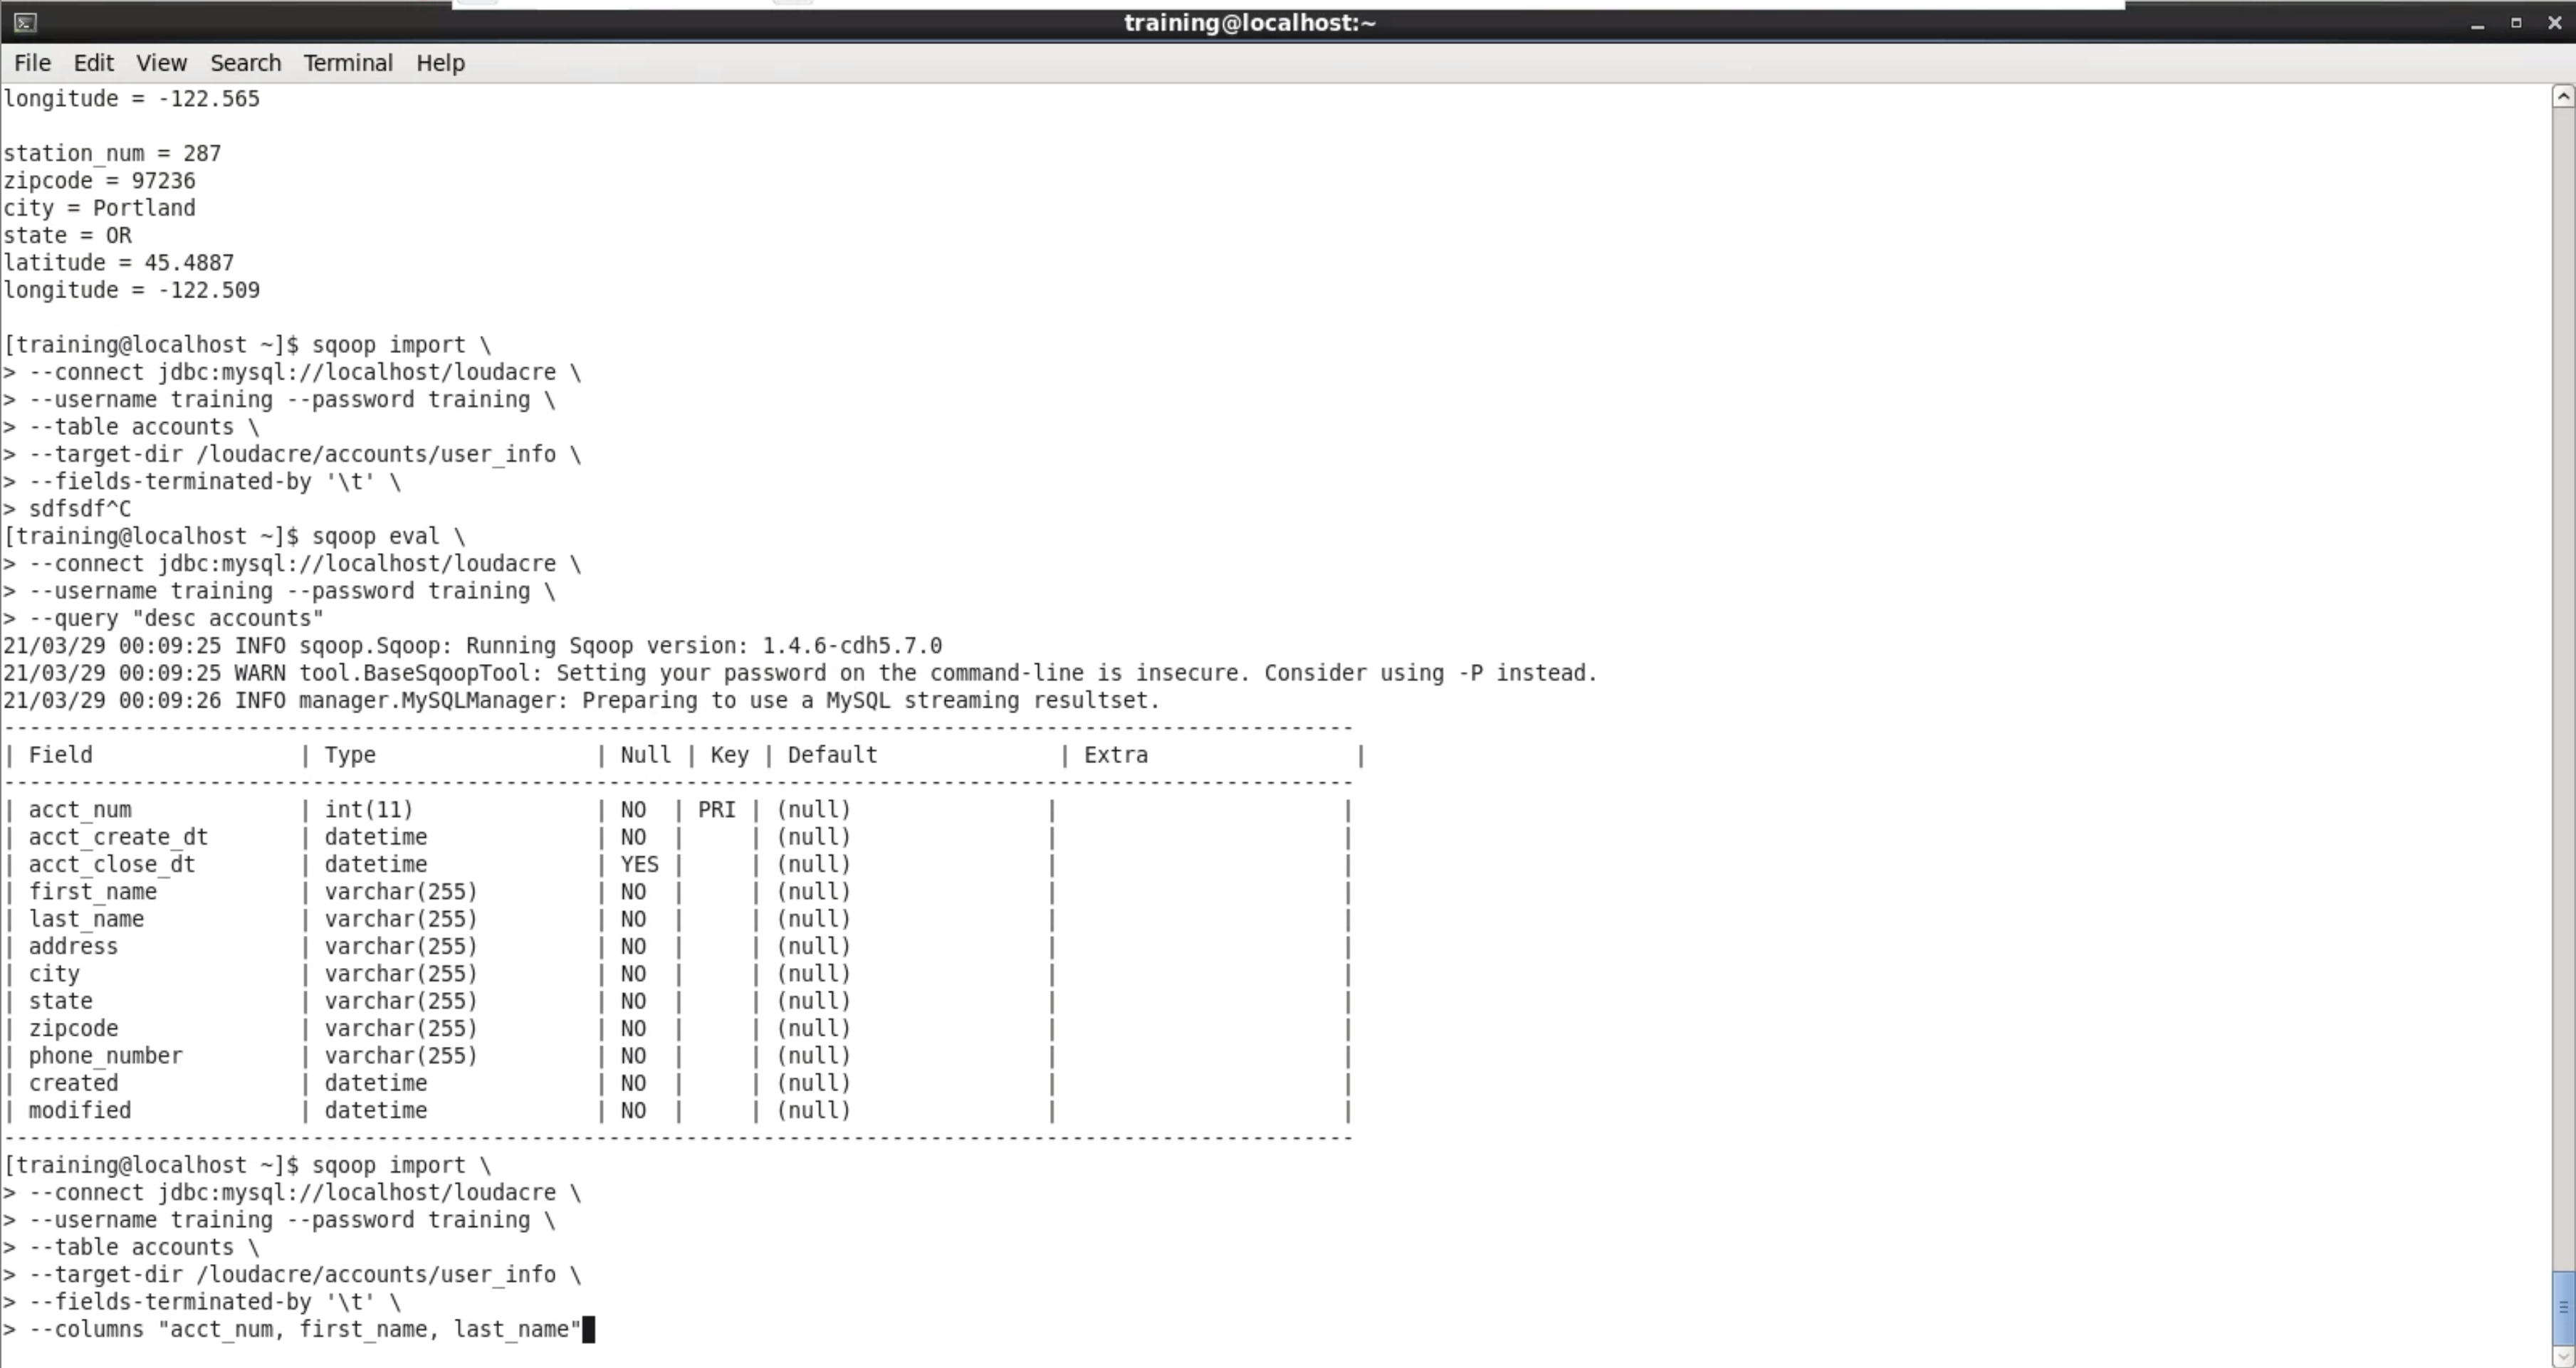 training@localhost:~
File Edit View Search Terminal Help
longitude = -122.565
station_num = 287
zipcode = 97236
city = Portland
state = OR
latitude = 45.4887
longitude = -122.509
[training@localhost ~]$ sqoop import \
> --connect jdbc:mysql://localhost/loudacre \
> --username training --password training \
> --table accounts \
> --target-dir /loudacre/accounts/user_info \
> --fields-terminated-by '\t' \
> sdfsdf^C
[training@localhost ~]$ sqoop eval \
> --connect jdbc:mysql://localhost/loudacre \
> --username training --password training \
> --query "desc accounts"
21/03/29 00:09:25 INFO sqoop.Sqoop: Running Sqoop version: 1.4.6-cdh5.7.0
21/03/29 00:09:25 WARN tool.BaseSqoopTool: Setting your password on the command-line is insecure. Consider using -P instead.
21/03/29 00:09:26 INFO manager.MySQLManager: Preparing to use a MySQL streaming resultset.
---------------------------------------------------------------------------------------------------------
| Field                | Type                 | Null | Key | Default              | Extra                |
---------------------------------------------------------------------------------------------------------
| acct_num             | int(11)              | NO  | PRI | (null)               |                      |
| acct_create_dt       | datetime             | NO  |     | (null)               |                      |
| acct_close_dt        | datetime             | YES |     | (null)               |                      |
| first_name           | varchar(255)         | NO  |     | (null)               |                      |
| last_name            | varchar(255)         | NO  |     | (null)               |                      |
| address              | varchar(255)         | NO  |     | (null)               |                      |
| city                 | varchar(255)         | NO  |     | (null)               |                      |
| state                | varchar(255)         | NO  |     | (null)               |                      |
| zipcode              | varchar(255)         | NO  |     | (null)               |                      |
| phone_number         | varchar(255)         | NO  |     | (null)               |                      |
| created              | datetime             | NO  |     | (null)               |                      |
| modified             | datetime             | NO  |     | (null)               |                      |
---------------------------------------------------------------------------------------------------------
[training@localhost ~]$ sqoop import \
> --connect jdbc:mysql://localhost/loudacre \
> --username training --password training \
> --table accounts \
> --target-dir /loudacre/accounts/user_info \
> --fields-terminated-by '\t' \
> --columns "acct_num, first_name, last_name"